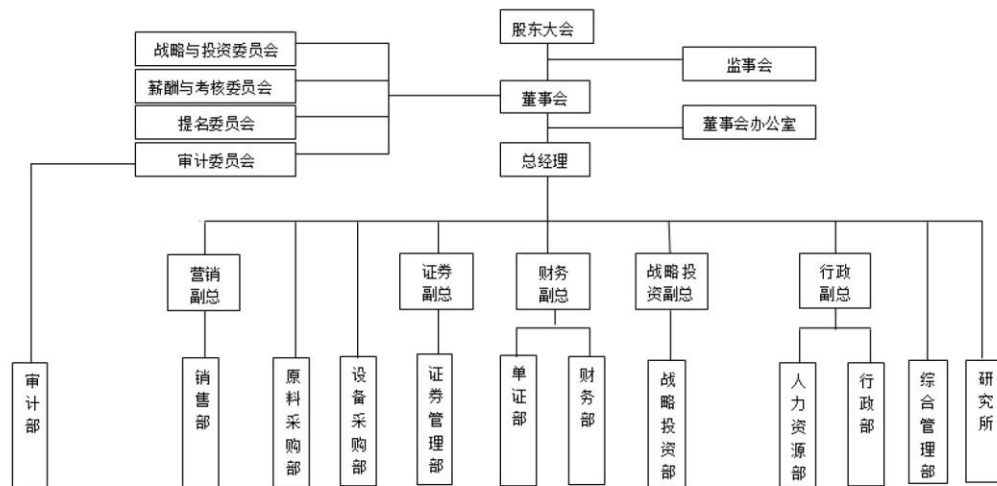 股东大会
战略与投资委员会
监事会
薪酬与考核委员会
董事会
提名委员会
董事会办公室
审计委员会
总经理
营销
副总
证券
副总
财务
副总
战略投
资副总
行政
副总
审计部
销售部
原料采购部
设备采购部
证券管理部
单证部
财务部
战略投资部
人力资源部
行政部
综合管理部
研究所